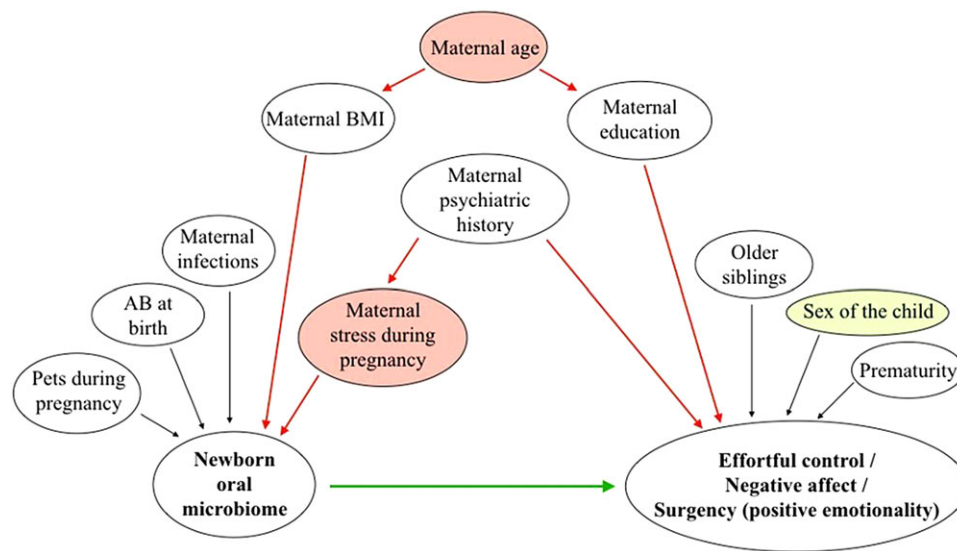 Maternal age
Maternal BMI
Maternal
education
Maternal
psychiatric
history
Maternal
infections
Older
siblings
AB at
birth
Maternal
stress during
pregnancy
Sex of the child
Pets during
pregnancy
Prematurity
Newborn
oral
microbiome
Effortful control /
Negative affect /
Surgency (positive emotionality)